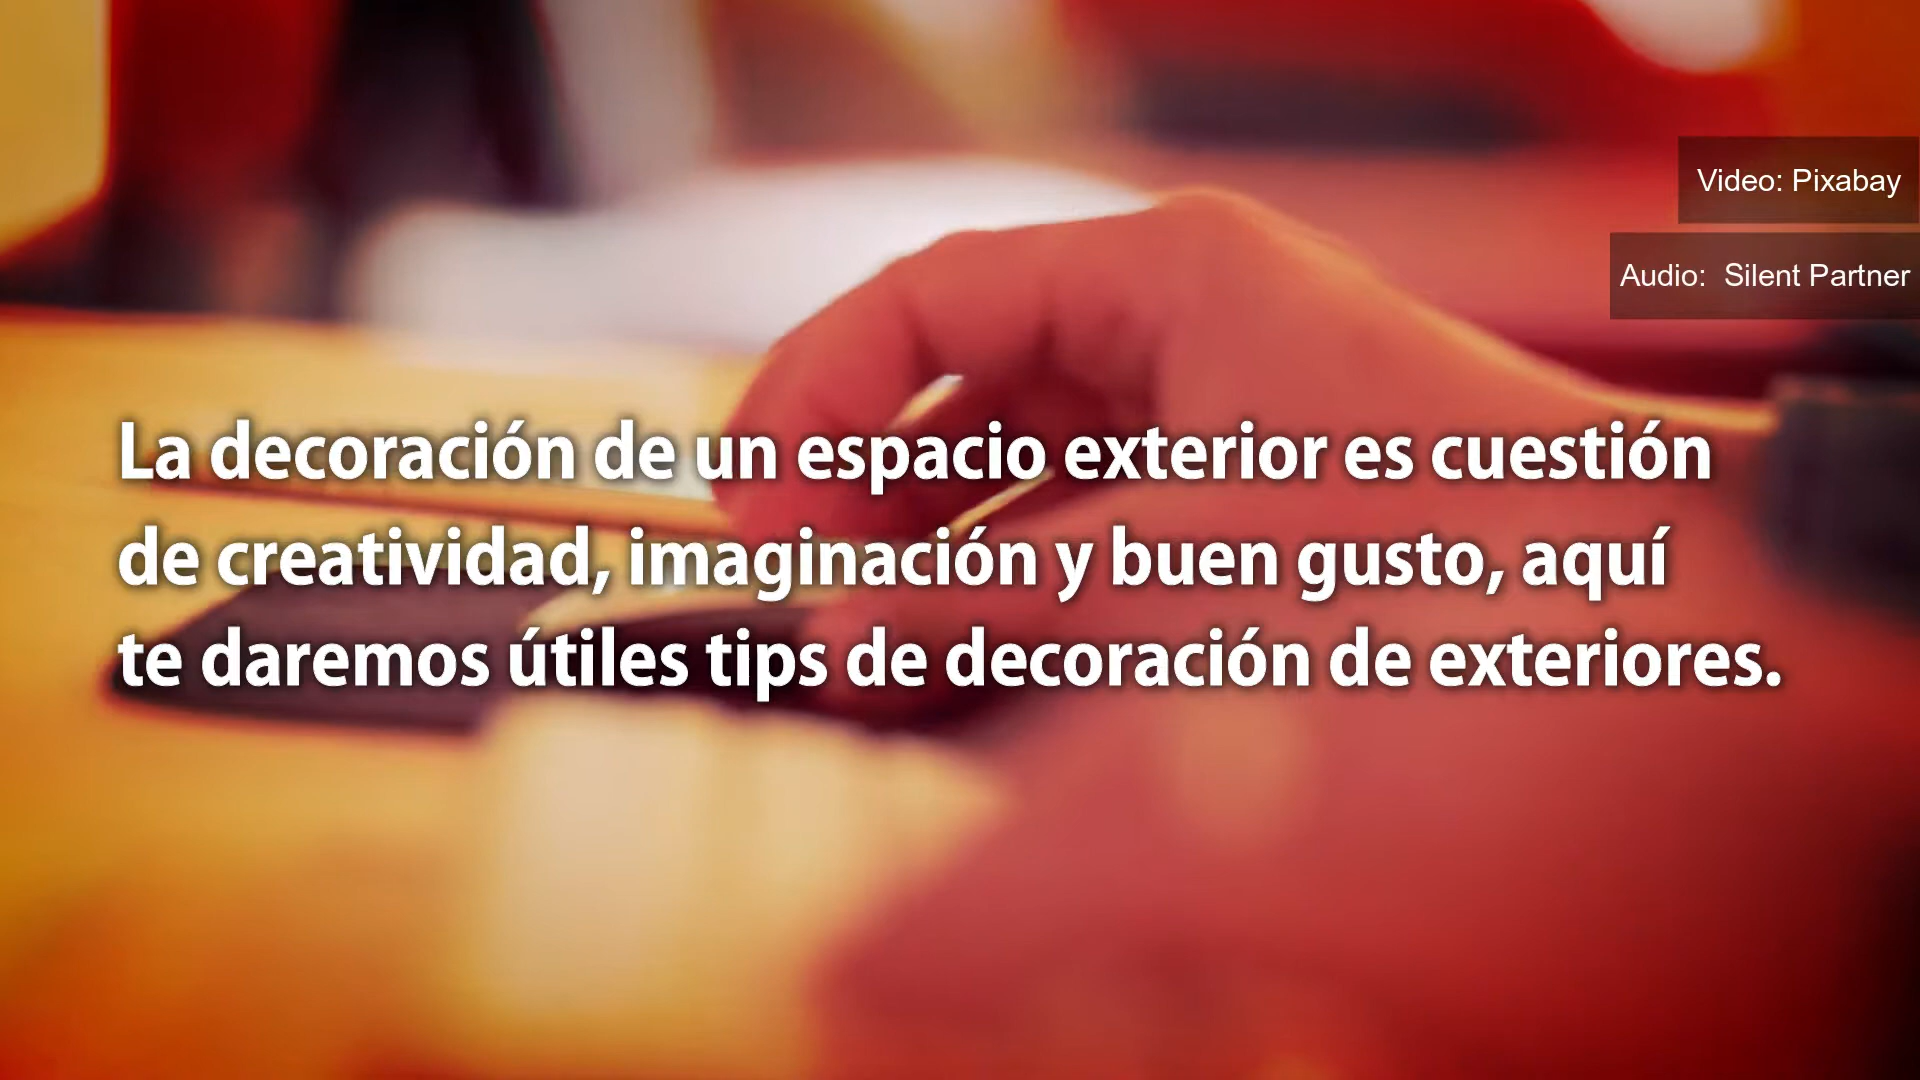 Video: Pixabay
Audio: Silent Partner
La decoración de un espacio exterior es cuestión
de creatividad, imaginación y buen gusto, aquí
te daremos útiles tips de decoración de exteriores.